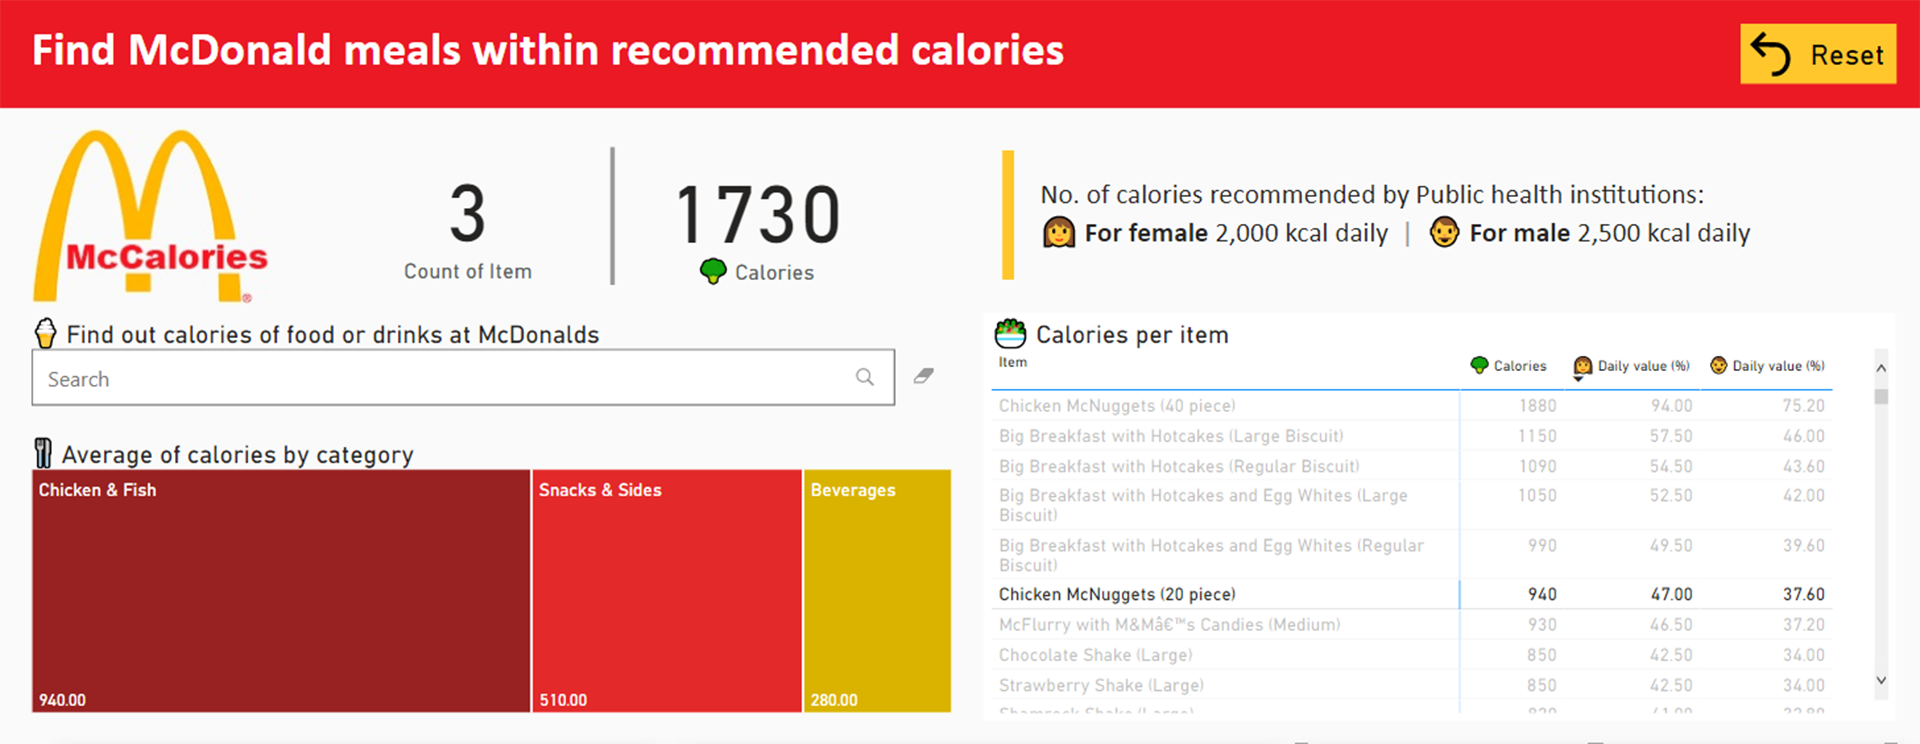 Find McDonald meals within recommended calories
Reset
McCalories
®
3
Count of Item
1730
Calories
No. of calories recommended by Public health institutions:
For female 2,000 kcal daily | For male 2,500 kcal daily
Find out calories of food or drinks at McDonalds
Search
Average of calories by category
Chicken & Fish
940.00
Snacks & Sides
510.00
Beverages
280.00
Calories per item
Item Calories Daily value (%) Daily value (%)
Chicken McNuggets (40 piece) 1880 94.00 75.20
Big Breakfast with Hotcakes (Large Biscuit) 1150 57.50 46.00
Big Breakfast with Hotcakes (Regular Biscuit) 1090 54.50 43.60
Big Breakfast with Hotcakes and Egg Whites (Large 1050 52.50 42.00
Biscuit)
Big Breakfast with Hotcakes and Egg Whites (Regular 990 49.50 39.60
Biscuit)
Chicken McNuggets (20 piece) 940 47.00 37.60
McFlurry with M&Mâ€™s Candies (Medium) 930 46.50 37.20
Chocolate Shake (Large) 850 42.50 34.00
Strawberry Shake (Large) 850 42.50 34.00